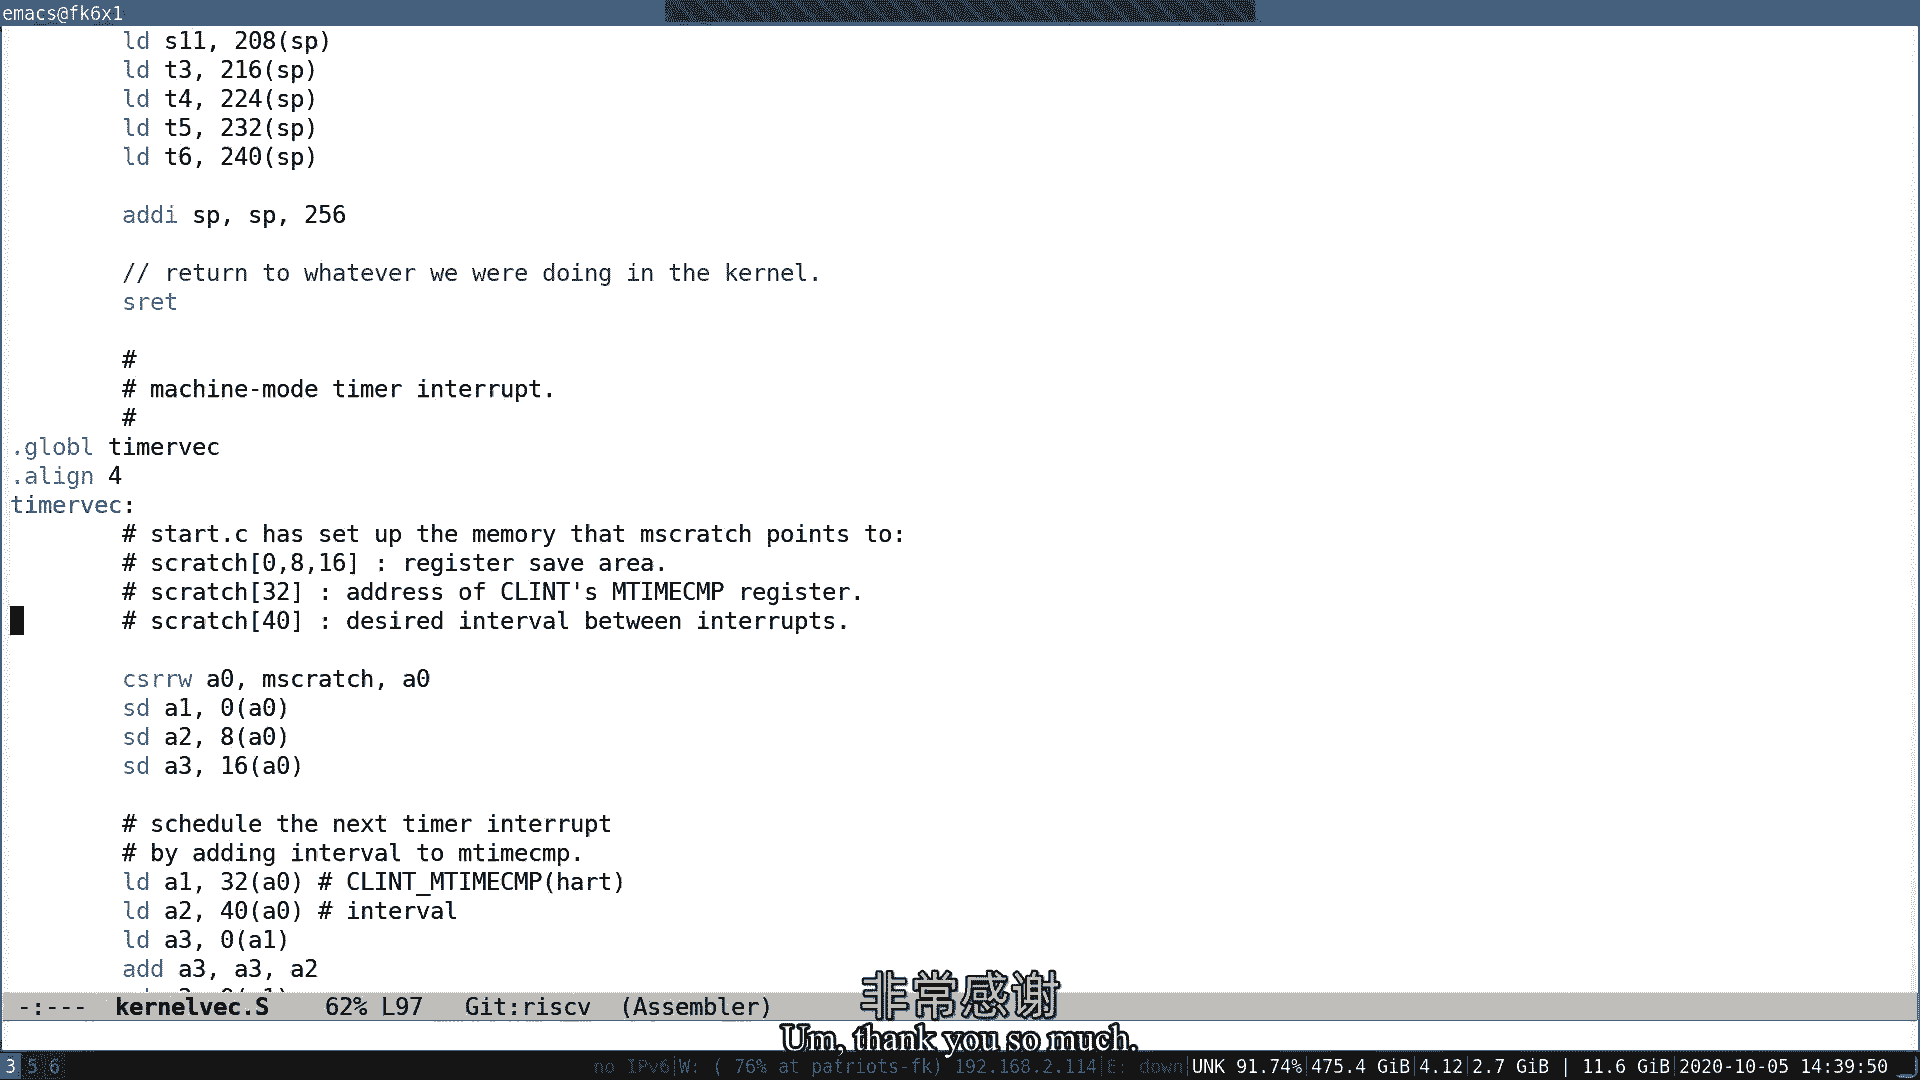 emacs@fk6x1
ld s11, 208(sp)
ld t3, 216(sp)
ld t4, 224(sp)
ld t5, 232(sp)
ld t6, 240(sp)
addi sp, sp, 256
// return to whatever we were doing in the kernel.
sret
#
# machine-mode timer interrupt.
#
.globl timervec
.align 4
timervec:
# start.c has set up the memory that mscratch points to:
# scratch[0,8,16] : register save area.
# scratch[32] : address of CLINT's MTIMECMP register.
# scratch[40] : desired interval between interrupts.
csrrw a0, mscratch, a0
sd a1, 0(a0)
sd a2, 8(a0)
sd a3, 16(a0)
# schedule the next timer interrupt
# by adding interval to mtimecmp.
ld a1, 32(a0) # CLINT_MTIMECMP(hart)
ld a2, 40(a0) # interval
ld a3, 0(a1)
add a3, a3, a2
-:--- kernelvec.S 62% L97 Git:riscv (Assembler)
非常感谢
Um, thank you so much.
3 5 6 no IPv6|W: ( 76% at patriots-fk) 192.168.2.114|E: down|UNK 91.74%|475.4 GiB|4.12|2.7 GiB | 11.6 GiB|2020-10-05 14:39:50